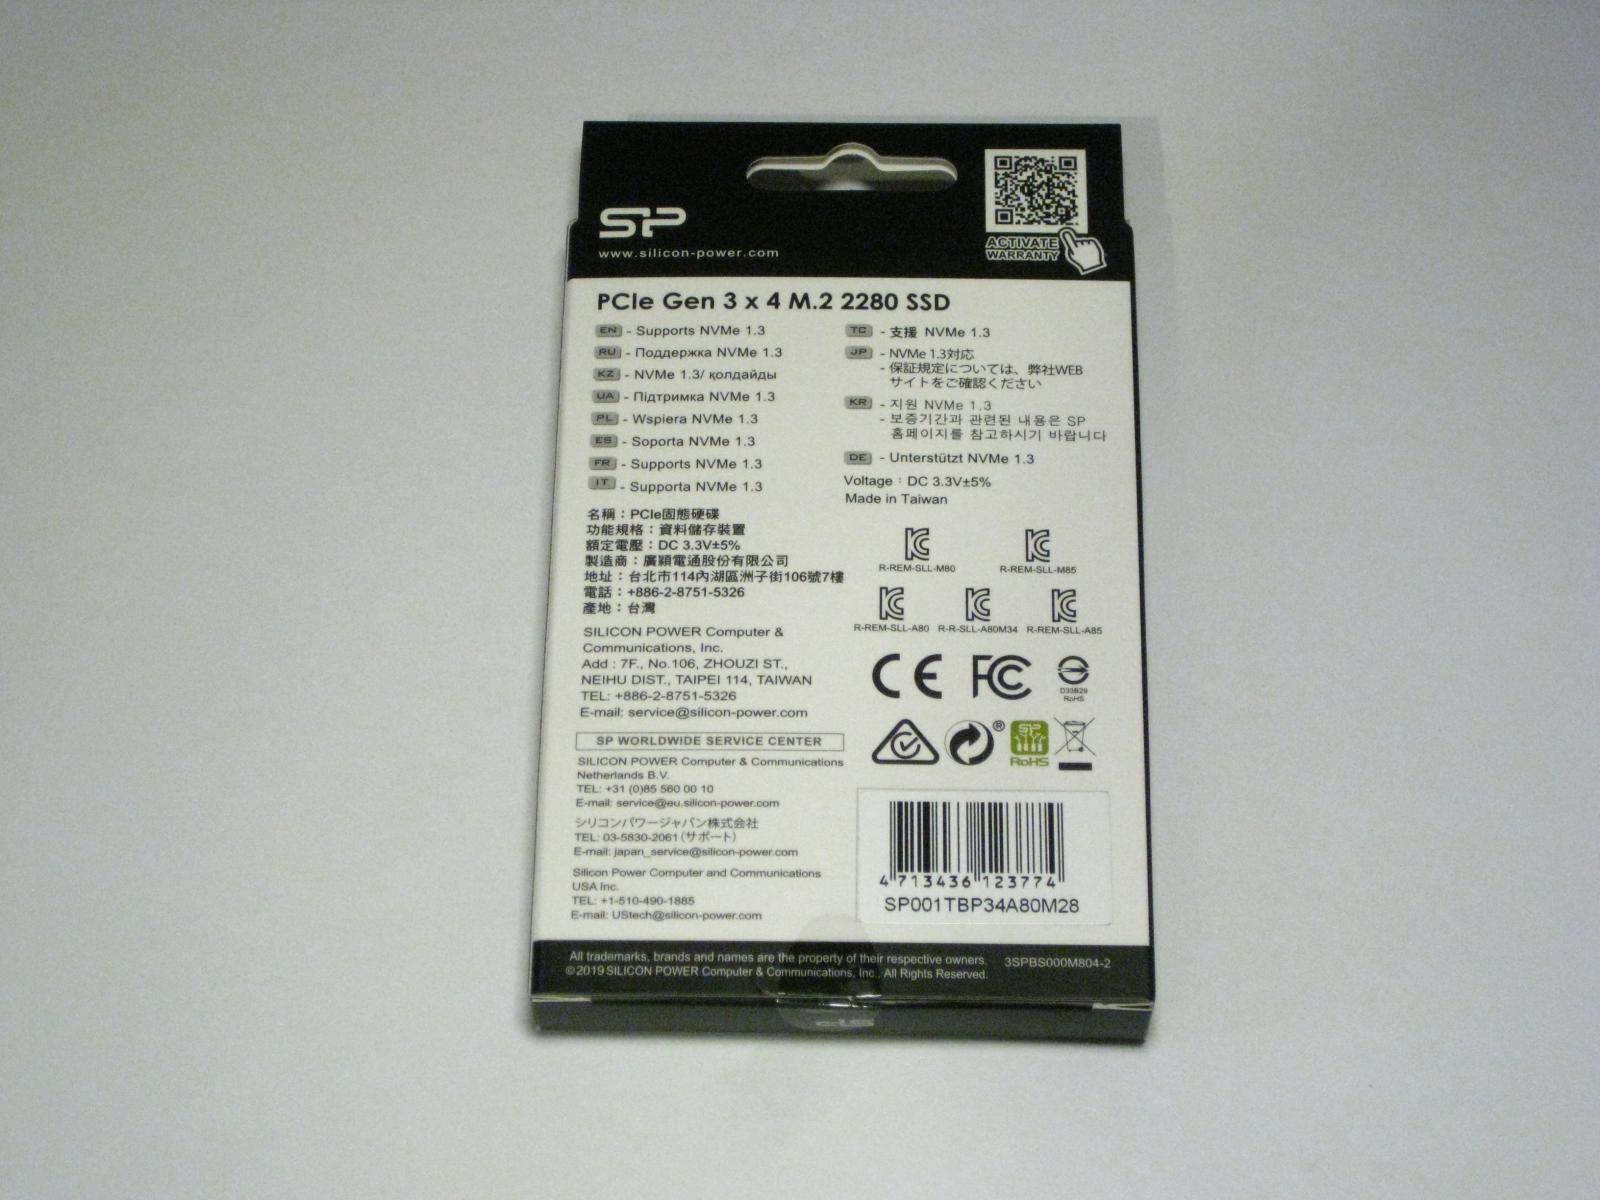 SP
www.silicon-power.com
ACTIVATE
WARRANTY
PCIe Gen 3 x 4 M.2 2280 SSD
EN - Supports NVMe 1.3
RU - Поддержка NVMe 1.3
KZ - NVMe 1.3/ қолдайды
UA - Підтримка NVMe 1.3
PL - Wspiera NVMe 1.3
ES - Soporta NVMe 1.3
FR - Supports NVMe 1.3
IT - Supporta NVMe 1.3
TC - 支援 NVMe 1.3
JP - NVMe 1.3対応
- 保証規定については、弊社WEB
サイトをご確認ください
KR - 지원 NVMe 1.3
- 보증기간과 관련된 내용은 SP
홈페이지를 참고하시기 바랍니다
DE - Unterstützt NVMe 1.3
Voltage : DC 3.3V±5%
Made in Taiwan
名稱：PCIe固態硬碟
功能規格：資料儲存裝置
額定電壓：DC 3.3V±5%
製造商：廣穎電通股份有限公司
地址：台北市114內湖區洲子街106號7樓
電話：+886-2-8751-5326
產地：台灣
SILICON POWER Computer &
Communications, Inc.
Add : 7F., No.106, ZHOUZI ST.,
NEIHU DIST., TAIPEI 114, TAIWAN
TEL: +886-2-8751-5326
E-mail: service@silicon-power.com
SP WORLDWIDE SERVICE CENTER
SILICON POWER Computer & Communications
Netherlands B.V.
TEL: +31 (0)85 560 00 10
E-mail: service@eu.silicon-power.com
シリコンパワージャパン株式会社
TEL: 03-5830-2061(サポート)
E-mail: japan_service@silicon-power.com
Silicon Power Computer and Communications
USA Inc.
TEL: +1-510-490-1885
E-mail: UStech@silicon-power.com
R-REM-SLL-M80
R-REM-SLL-M85
R-REM-SLL-A80
R-R-SLL-A80M34
R-REM-SLL-A85
CE
FC
D33B29
RoHS
®
SP
RoHS
4 713436 123774
SP001TBP34A80M28
All trademarks, brands and names are the property of their respective owners.
©2019 SILICON POWER Computer & Communications, Inc., All Rights Reserved.
3SPBS000M804-2
SP